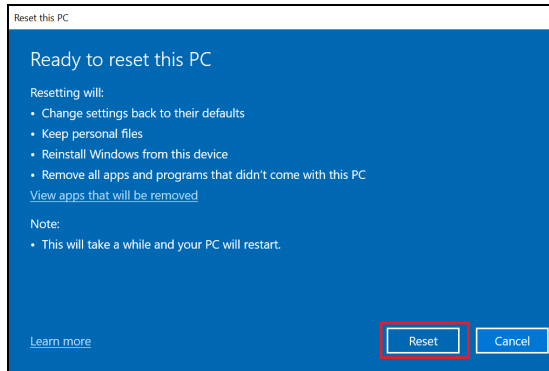 Reset this PC
Ready to reset this PC
Resetting will:
• Change settings back to their defaults
• Keep personal files
• Reinstall Windows from this device
• Remove all apps and programs that didn't come with this PC
View apps that will be removed
Note:
• This will take a while and your PC will restart.
Learn more
Reset
Cancel